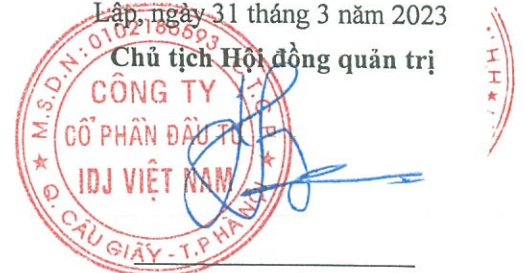 Lập, ngày 31 tháng 3 năm 2023
Chủ tịch Hội đồng quản trị
M.S.D.N: 0102186593 - C.T.C.P
CÔNG TY
CỔ PHẦN ĐẦU TƯ
IDJ VIỆT NAM
Q. CẦU GIẤY - T.P HÀ NỘI
H.H